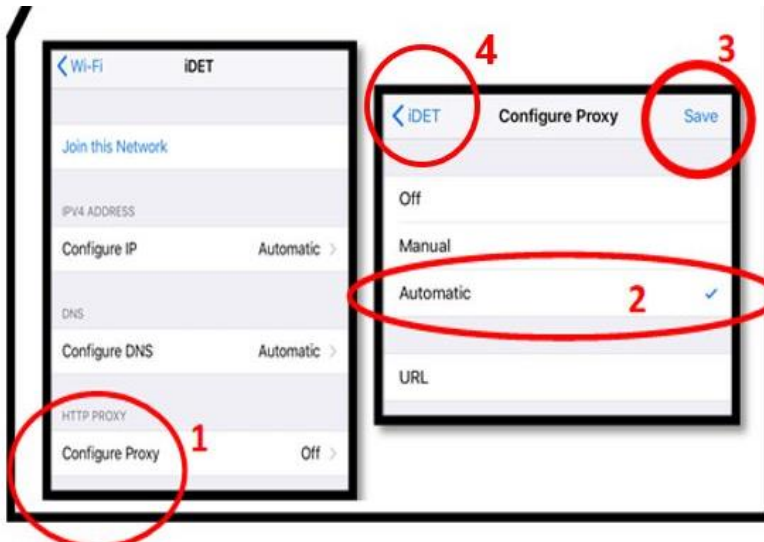 Wi-Fi iDET
Join this Network
IPV4 ADDRESS
Configure IP Automatic
DNS
Configure DNS Automatic
HTTP PROXY
Configure Proxy Off
1
4
3
iDET Configure Proxy Save
Off
Manual
Automatic 2
URL